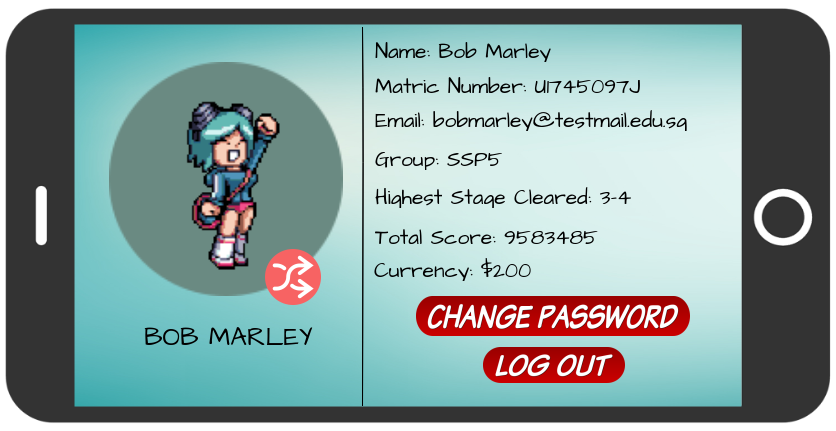 Name: Bob Marley
Matric Number: U1745097J
Email: bobmarley@testmail.edu.sg
Group: SSP5
Highest Stage Cleared: 3-4
Total Score: 9583485
Currency: $200
CHANGE PASSWORD
LOG OUT
BOB MARLEY